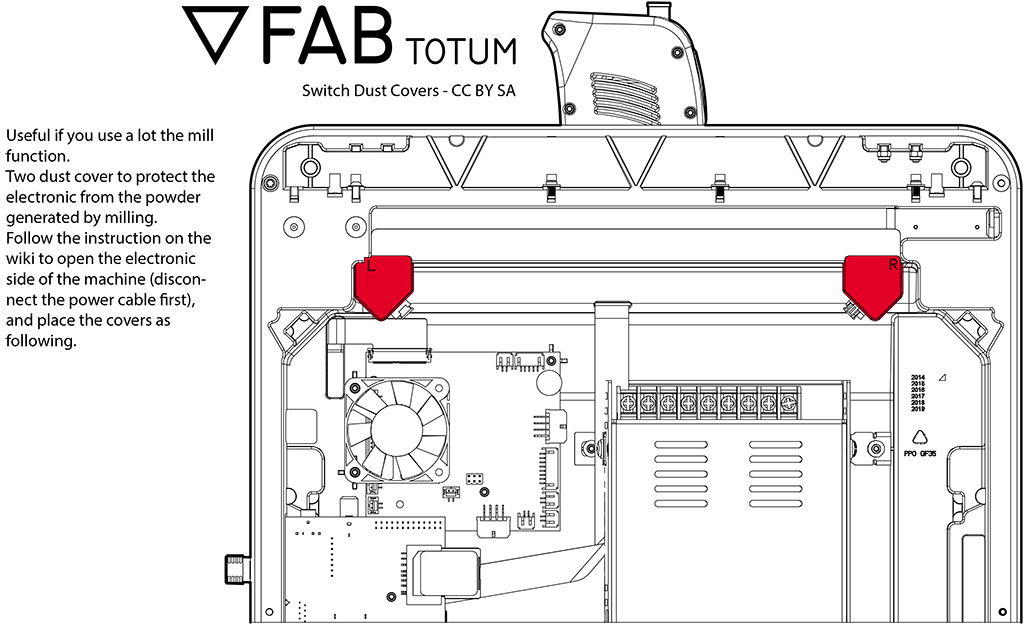 FAB TOTUM
Switch Dust Covers - CC BY SA
Useful if you use a lot the mill
function.
Two dust cover to protect the
electronic from the powder
generated by milling.
Follow the instruction on the
wiki to open the electronic
side of the machine (discon-
nect the power cable first),
and place the covers as
following.
L
R
2014
2015
2016
2017
2018
2019
PPO GF35